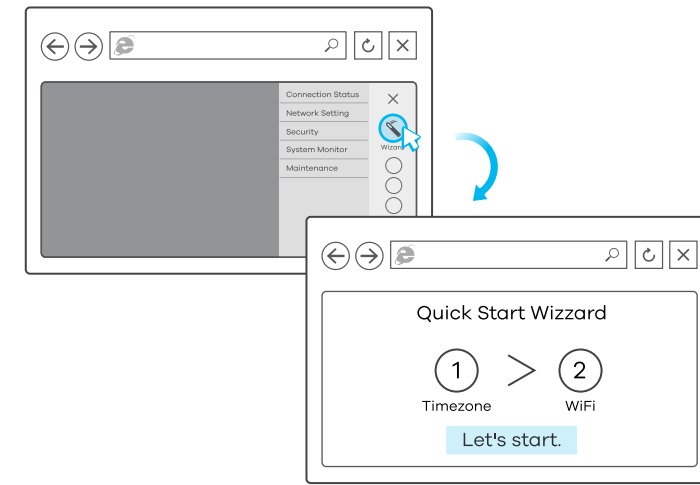 Connection Status
Network Setting
Security
System Monitor
Maintenance
Wizard
Quick Start Wizzard
1 > 2
Timezone WiFi
Let's start.